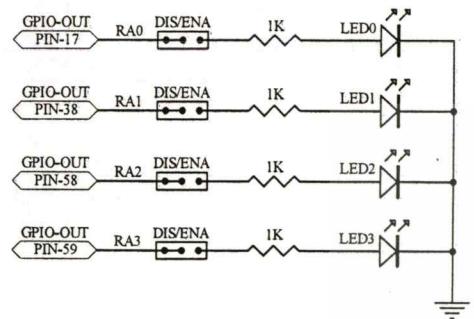 GPIO-OUT DIS/ENA 1K LED0
PIN-17 RA0
GPIO-OUT DIS/ENA 1K LED1
PIN-38 RA1
GPIO-OUT DIS/ENA 1K LED2
PIN-58 RA2
GPIO-OUT DIS/ENA 1K LED3
PIN-59 RA3